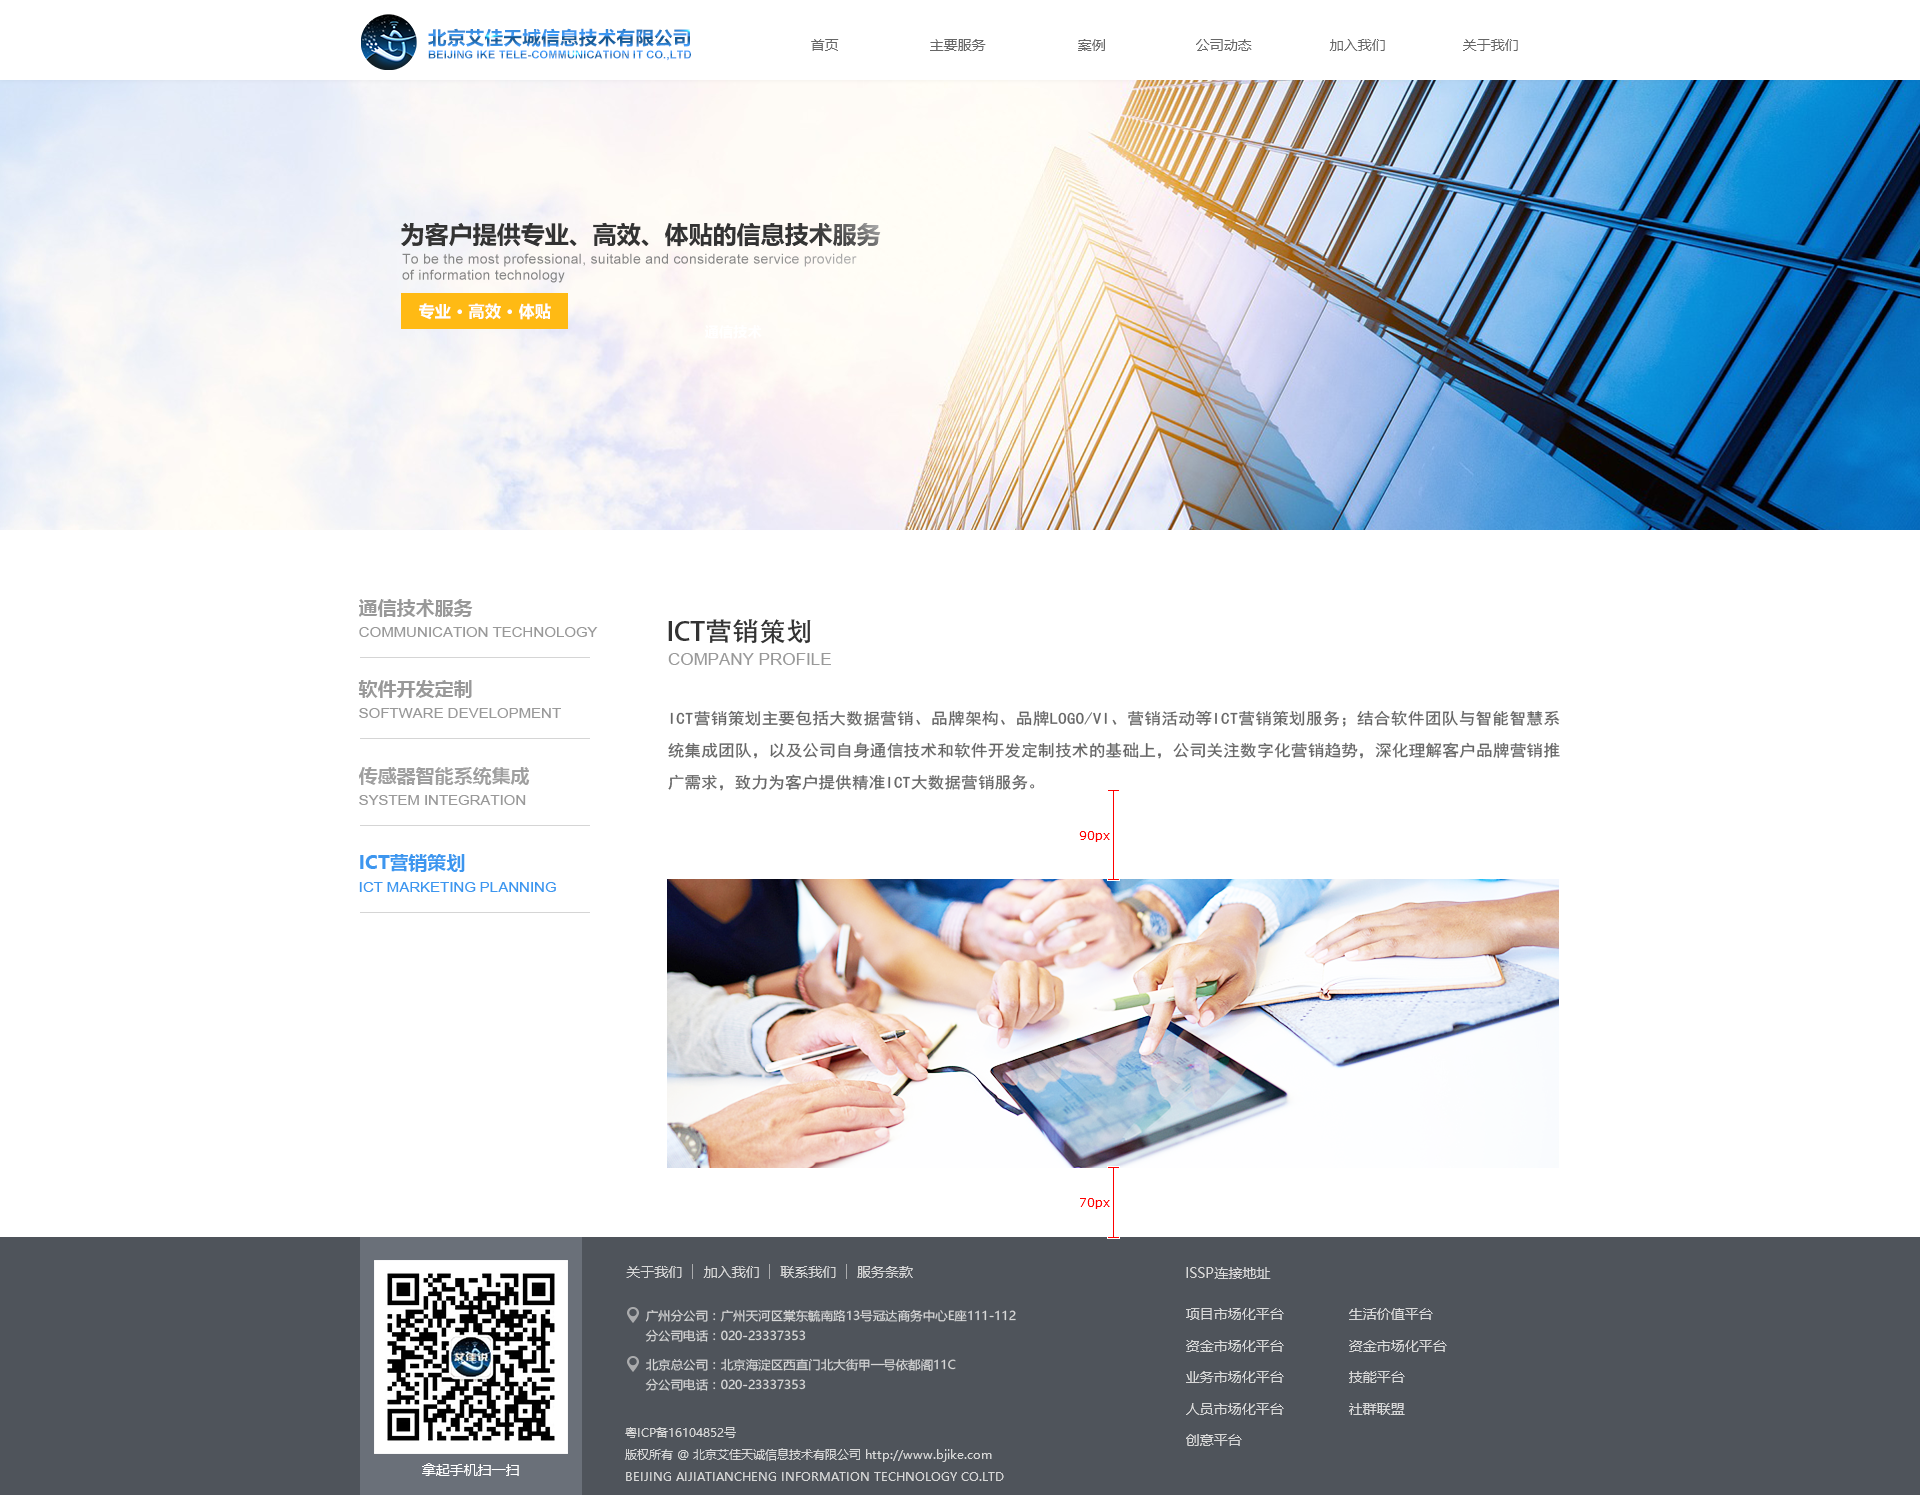 北京艾佳天诚信息技术有限公司
BEIJING IKE TELE-COMMUNICATION IT CO.,LTD
首页
主要服务
案例
公司动态
加入我们
关于我们
为客户提供专业、高效、体贴的信息技术服务
To be the most professional, suitable and considerate service provider
of information technology
专业·高效·体贴
通信技术服务
COMMUNICATION TECHNOLOGY
软件开发定制
SOFTWARE DEVELOPMENT
传感器智能系统集成
SYSTEM INTEGRATION
ICT营销策划
ICT MARKETING PLANNING
ICT营销策划
COMPANY PROFILE
ICT营销策划主要包括大数据营销、品牌架构、品牌LOGO/VI、营销活动等ICT营销策划服务；结合软件团队与智能智慧系
统集成团队，以及公司自身通信技术和软件开发定制技术的基础上，公司关注数字化营销趋势，深化理解客户品牌营销推
广需求，致力为客户提供精准ICT大数据营销服务。
90px
70px
艾佳说
拿起手机扫一扫
关于我们 | 加入我们 | 联系我们 | 服务条款
广州分公司：广州天河区棠东毓南路13号冠达商务中心E座111-112
分公司电话：020-23337353
北京总公司：北京海淀区西直门北大街甲一号依都阁11C
分公司电话：020-23337353
粤ICP备16104852号
版权所有 @ 北京艾佳天诚信息技术有限公司 http://www.bjike.com
BEIJING AIJIATIANCHENG INFORMATION TECHNOLOGY CO.LTD
ISSP连接地址
项目市场化平台
生活价值平台
资金市场化平台
资金市场化平台
业务市场化平台
技能平台
人员市场化平台
社群联盟
创意平台